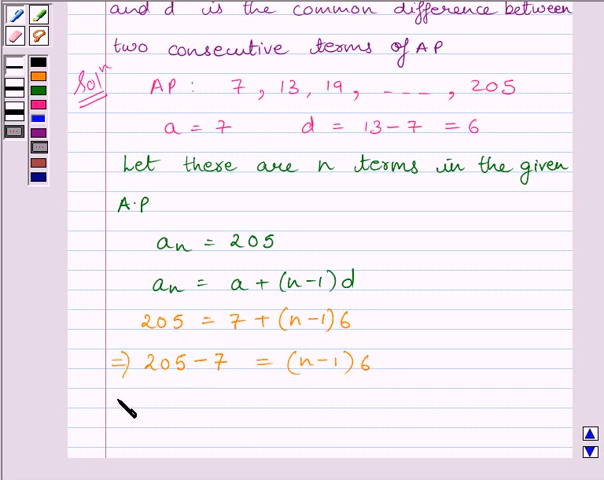 and d is the common difference between
two consecutive terms of AP
Solⁿ AP : 7 , 13, 19, - - - - , 205
a = 7 d = 13 - 7 = 6
Let there are n terms in the given
A.P
aₙ = 205
aₙ = a + (n-1)d
205 = 7 + (n-1)6
⇒ 205 - 7 = (n-1)6